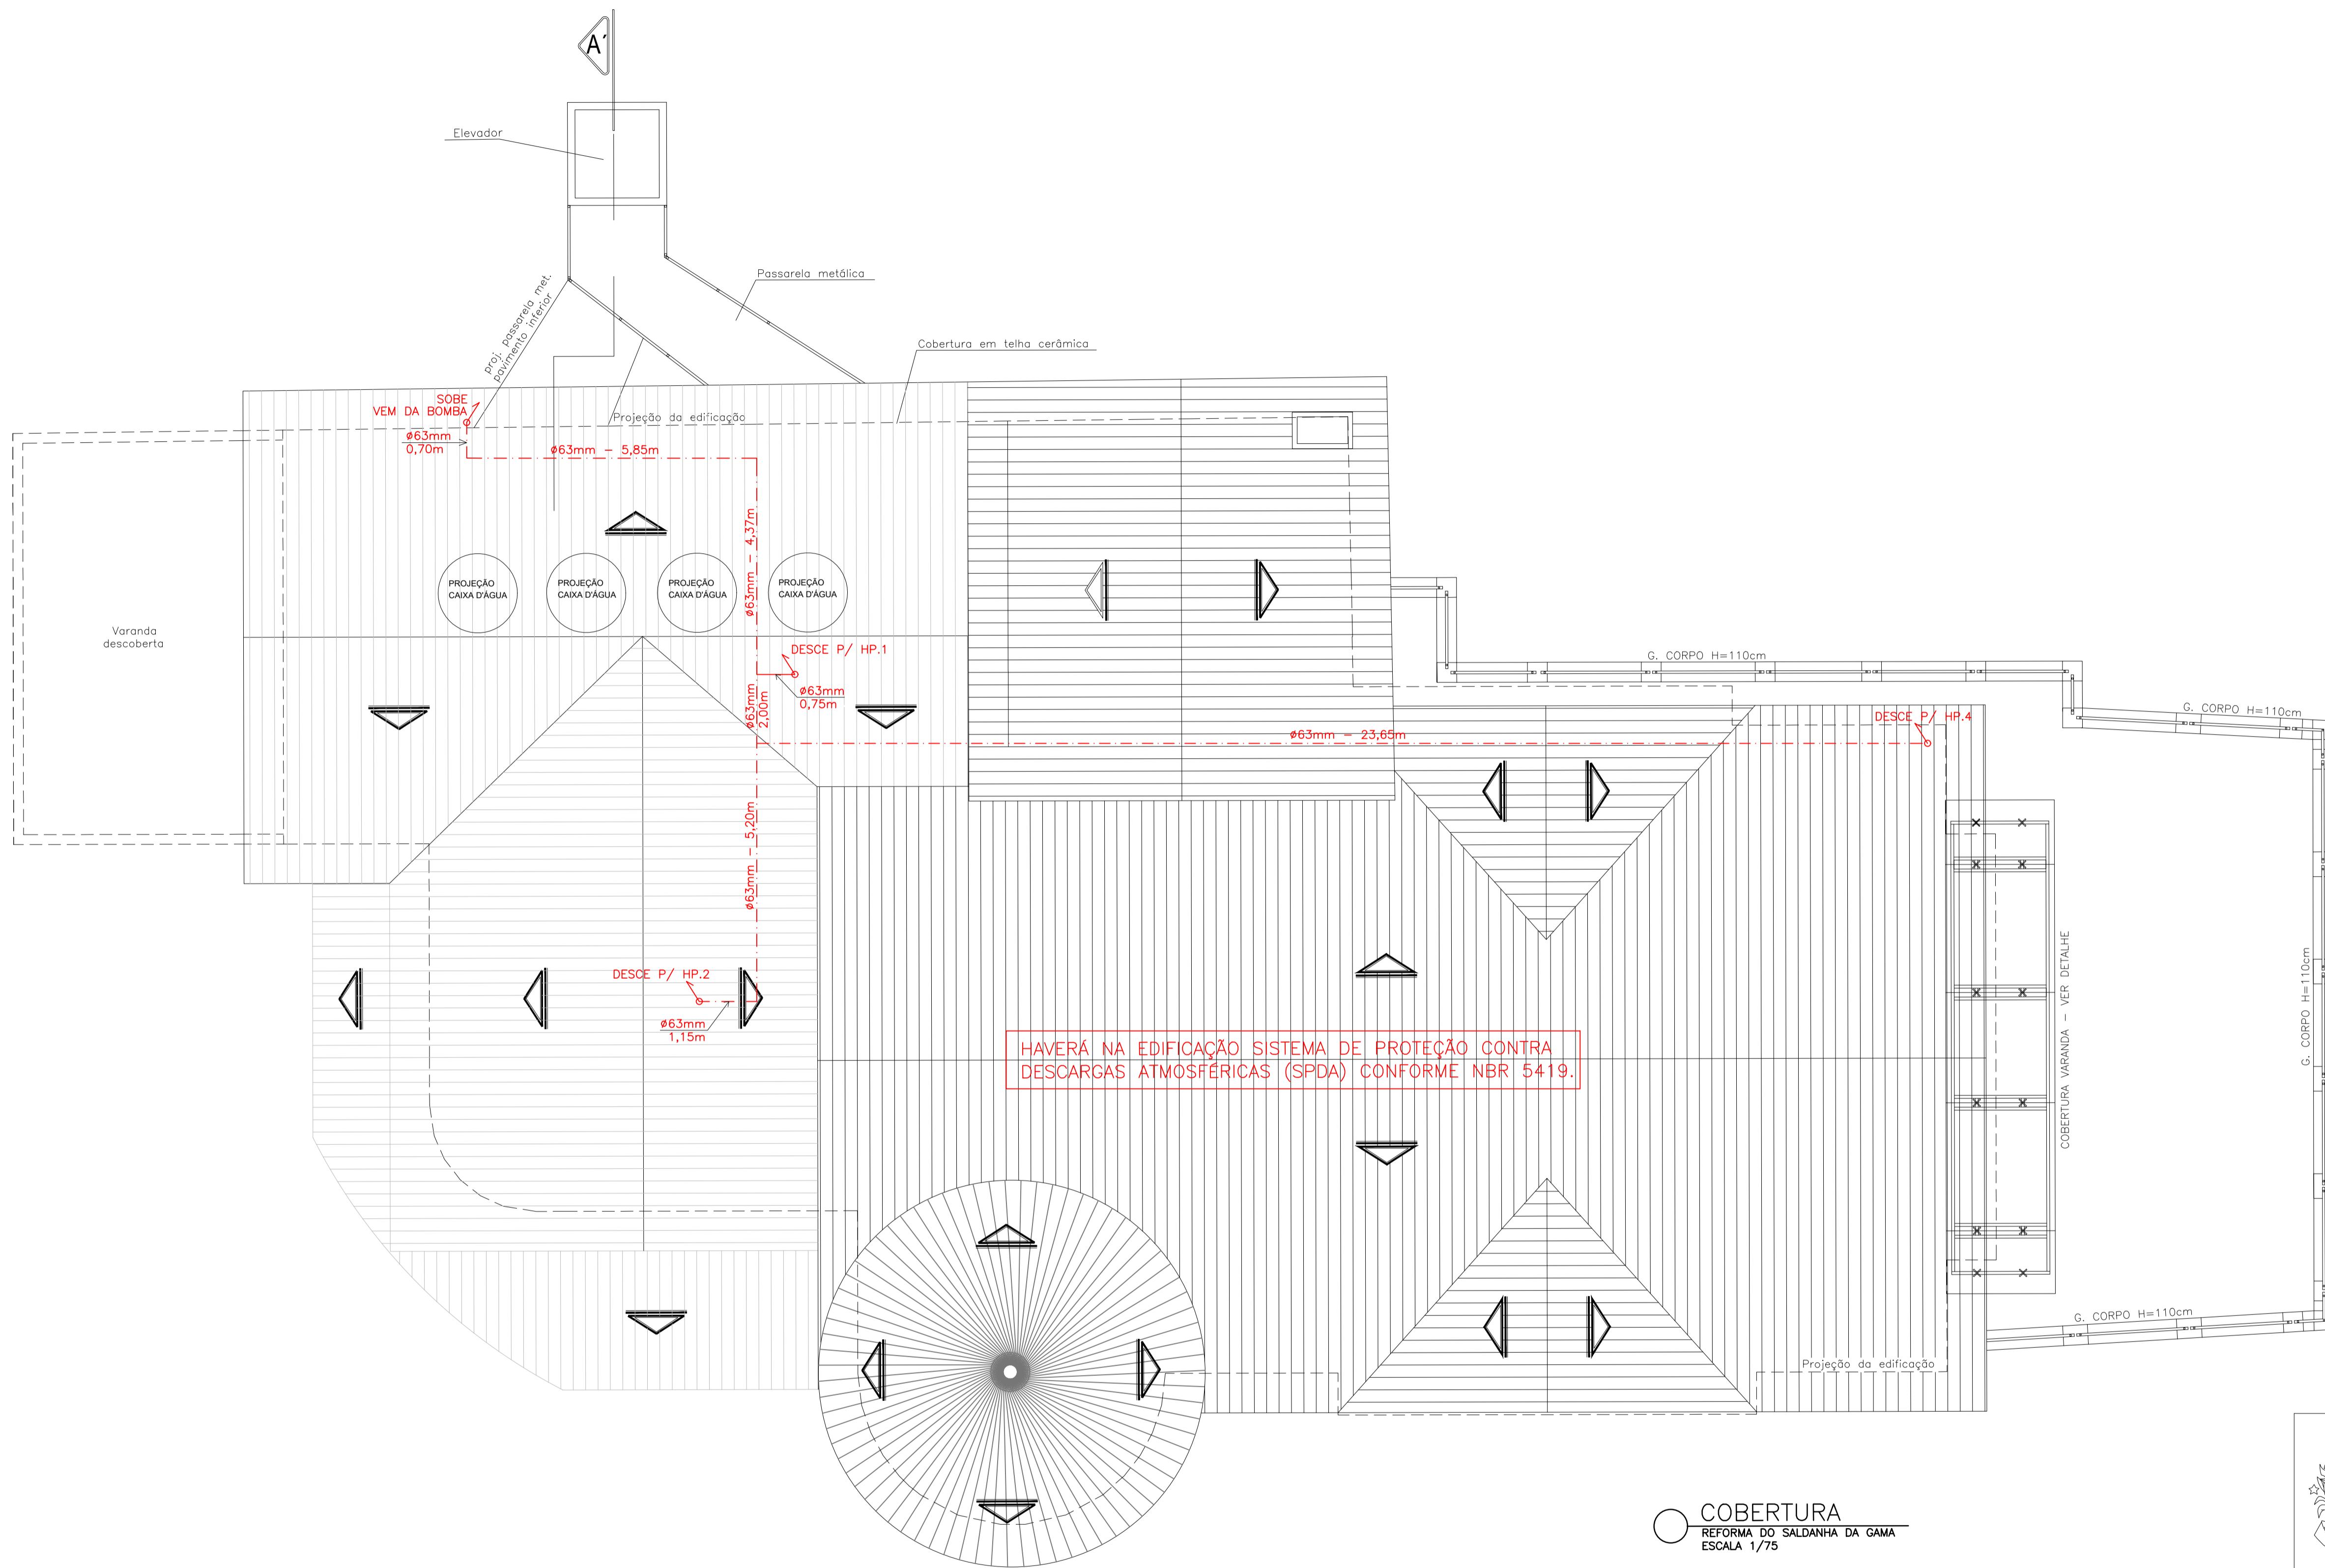 A'
Elevador
Passarela metálica
proj. passarela met.
pavimento inferior
Cobertura em telha cerâmica
SOBE
VEM DA BOMBA
Projeção da edificação
ø63mm
0,70m
ø63mm - 5,85m
ø63mm - 4,37m
PROJEÇÃO
CAIXA D'ÁGUA
PROJEÇÃO
CAIXA D'ÁGUA
PROJEÇÃO
CAIXA D'ÁGUA
PROJEÇÃO
CAIXA D'ÁGUA
Varanda
descoberta
DESCE P/ HP.1
ø63mm
0,75m
ø63mm
2,00m
G. CORPO H=110cm
G. CORPO H=110cm
DESCE P/ HP.4
ø63mm - 23,65m
ø63mm - 5,20m
DESCE P/ HP.2
ø63mm
1,15m
HAVERÁ NA EDIFICAÇÃO SISTEMA DE PROTEÇÃO CONTRA
DESCARGAS ATMOSFÉRICAS (SPDA) CONFORME NBR 5419.
COBERTURA VARANDA - VER DETALHE
G. CORPO H=110cm
G. CORPO H=110cm
Projeção da edificação
COBERTURA
REFORMA DO SALDANHA DA GAMA
ESCALA 1/75